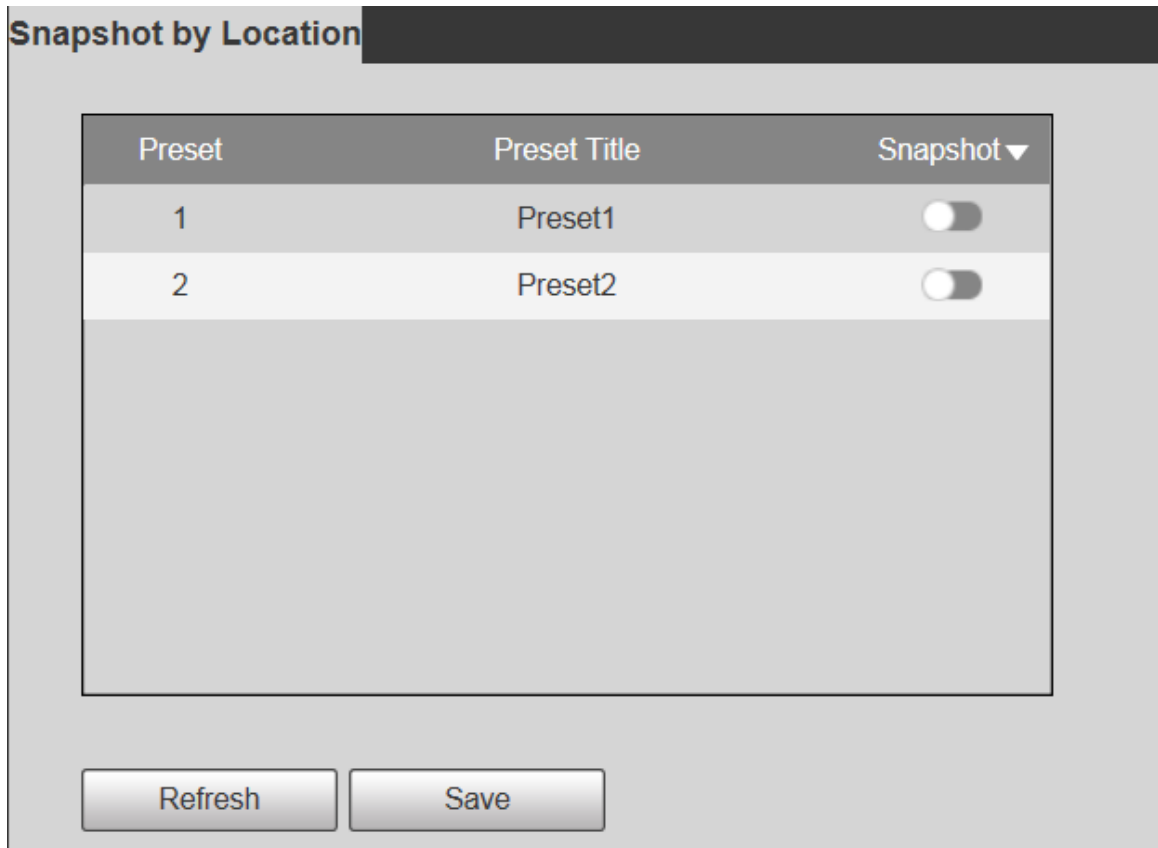 Snapshot by Location
Preset Preset Title Snapshot
1 Preset1
2 Preset2
Refresh Save